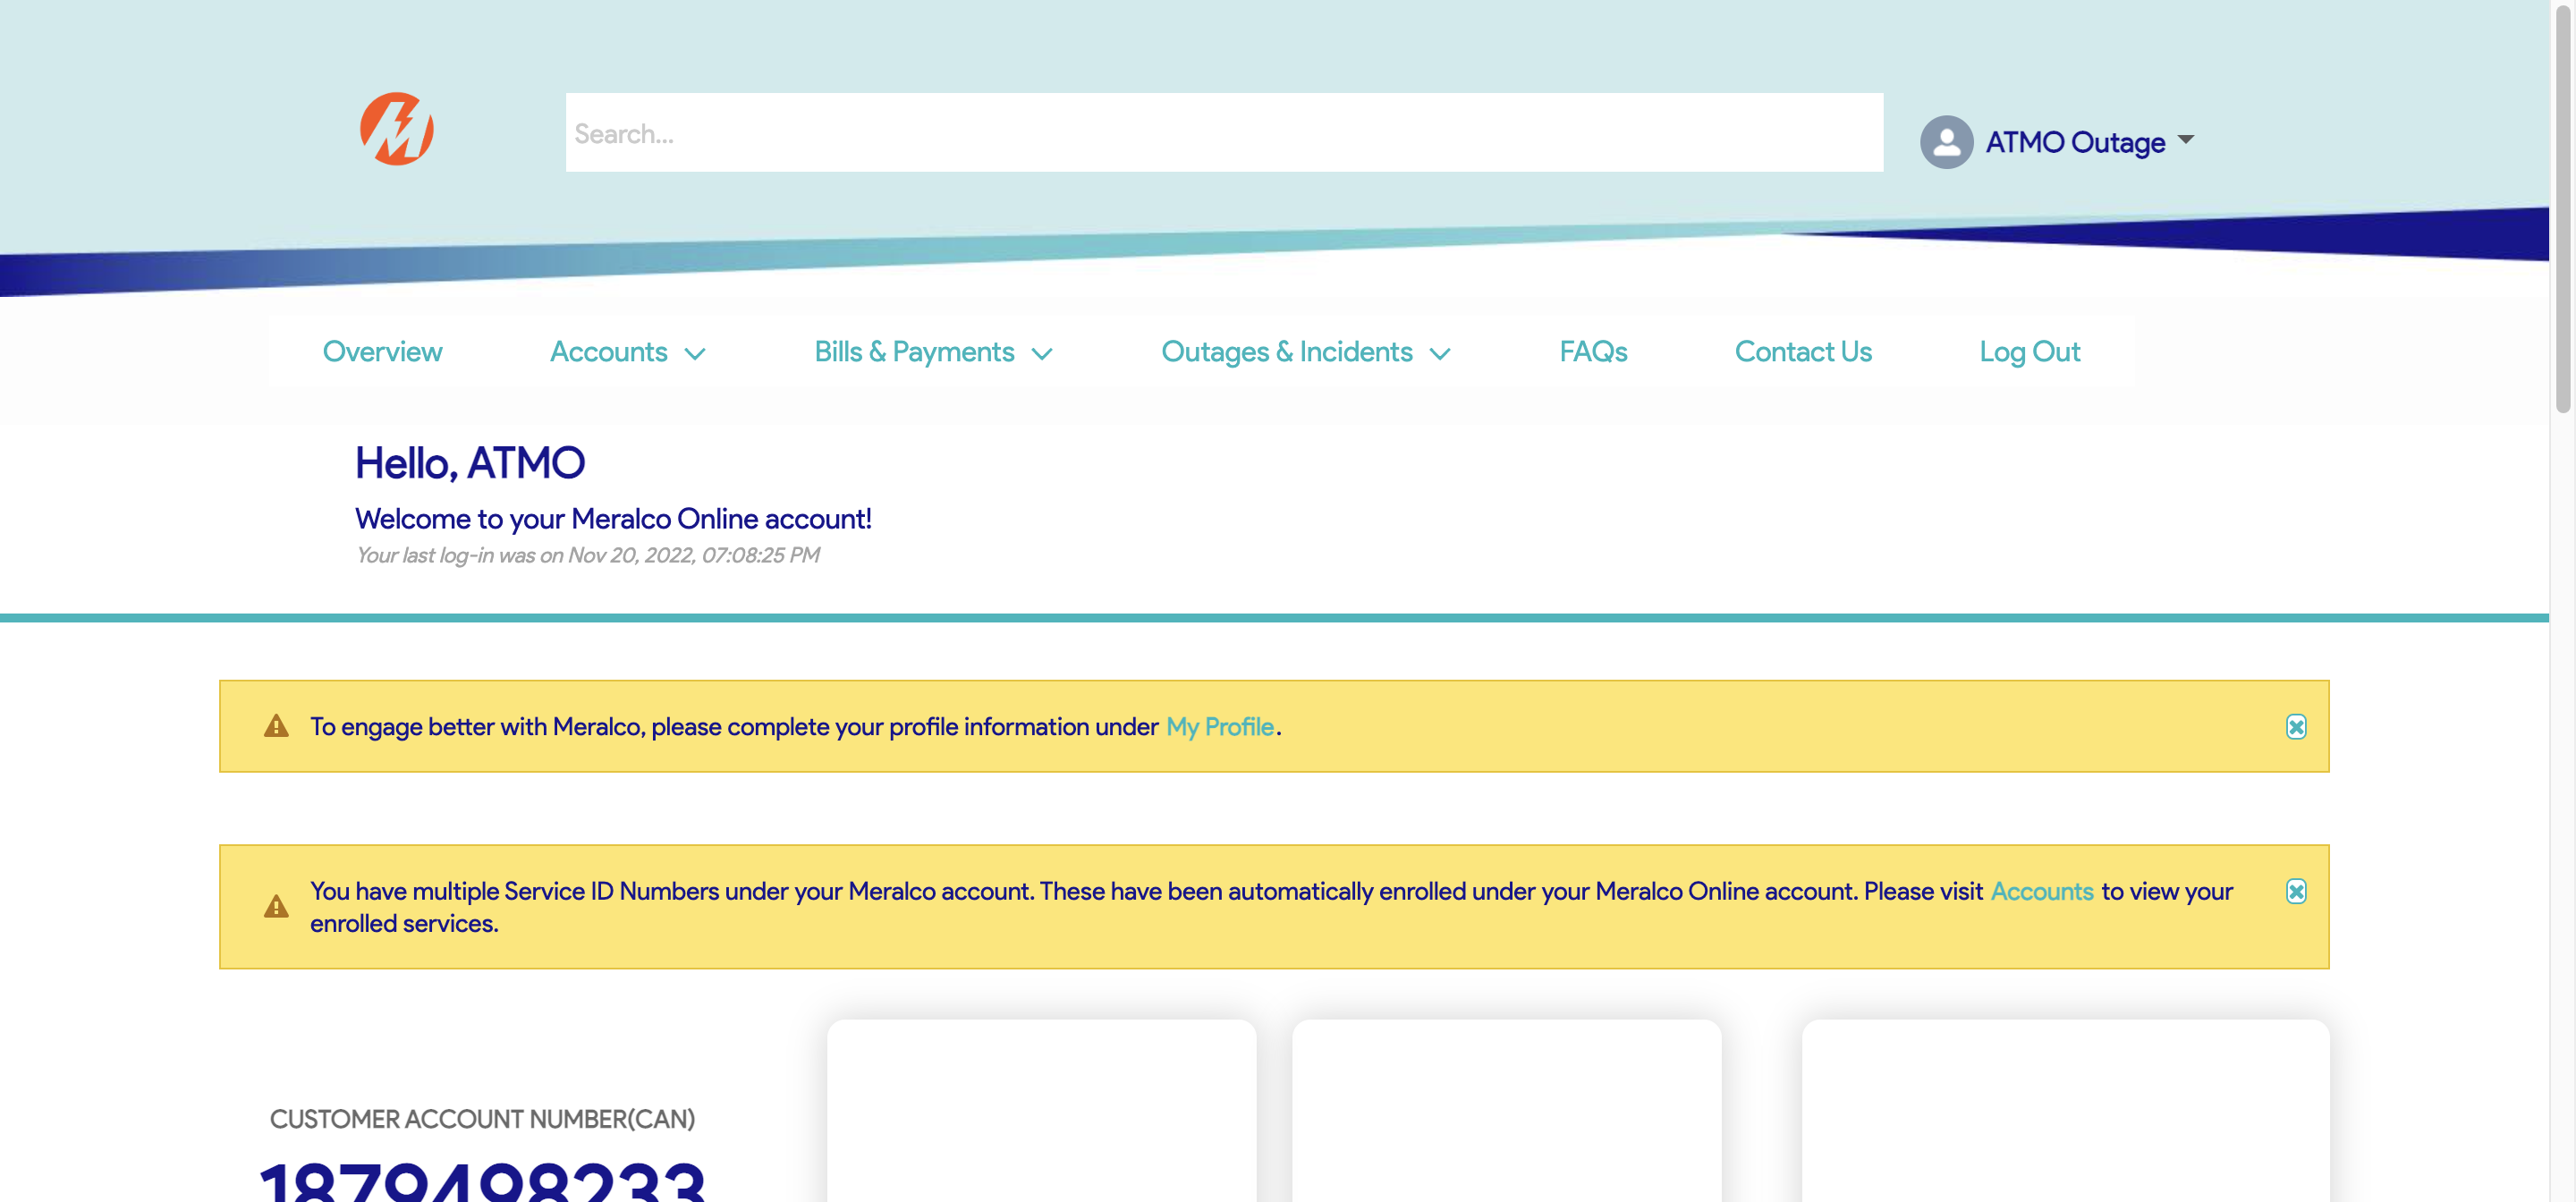 Search...
ATMO Outage
Overview
Accounts
Bills & Payments
Outages & Incidents
FAQs
Contact Us
Log Out
Hello, ATMO
Welcome to your Meralco Online account!
Your last log-in was on Nov 20, 2022, 07:08:25 PM
To engage better with Meralco, please complete your profile information under My Profile.
You have multiple Service ID Numbers under your Meralco account. These have been automatically enrolled under your Meralco Online account. Please visit Accounts to view your
enrolled services.
CUSTOMER ACCOUNT NUMBER(CAN)
1879498233